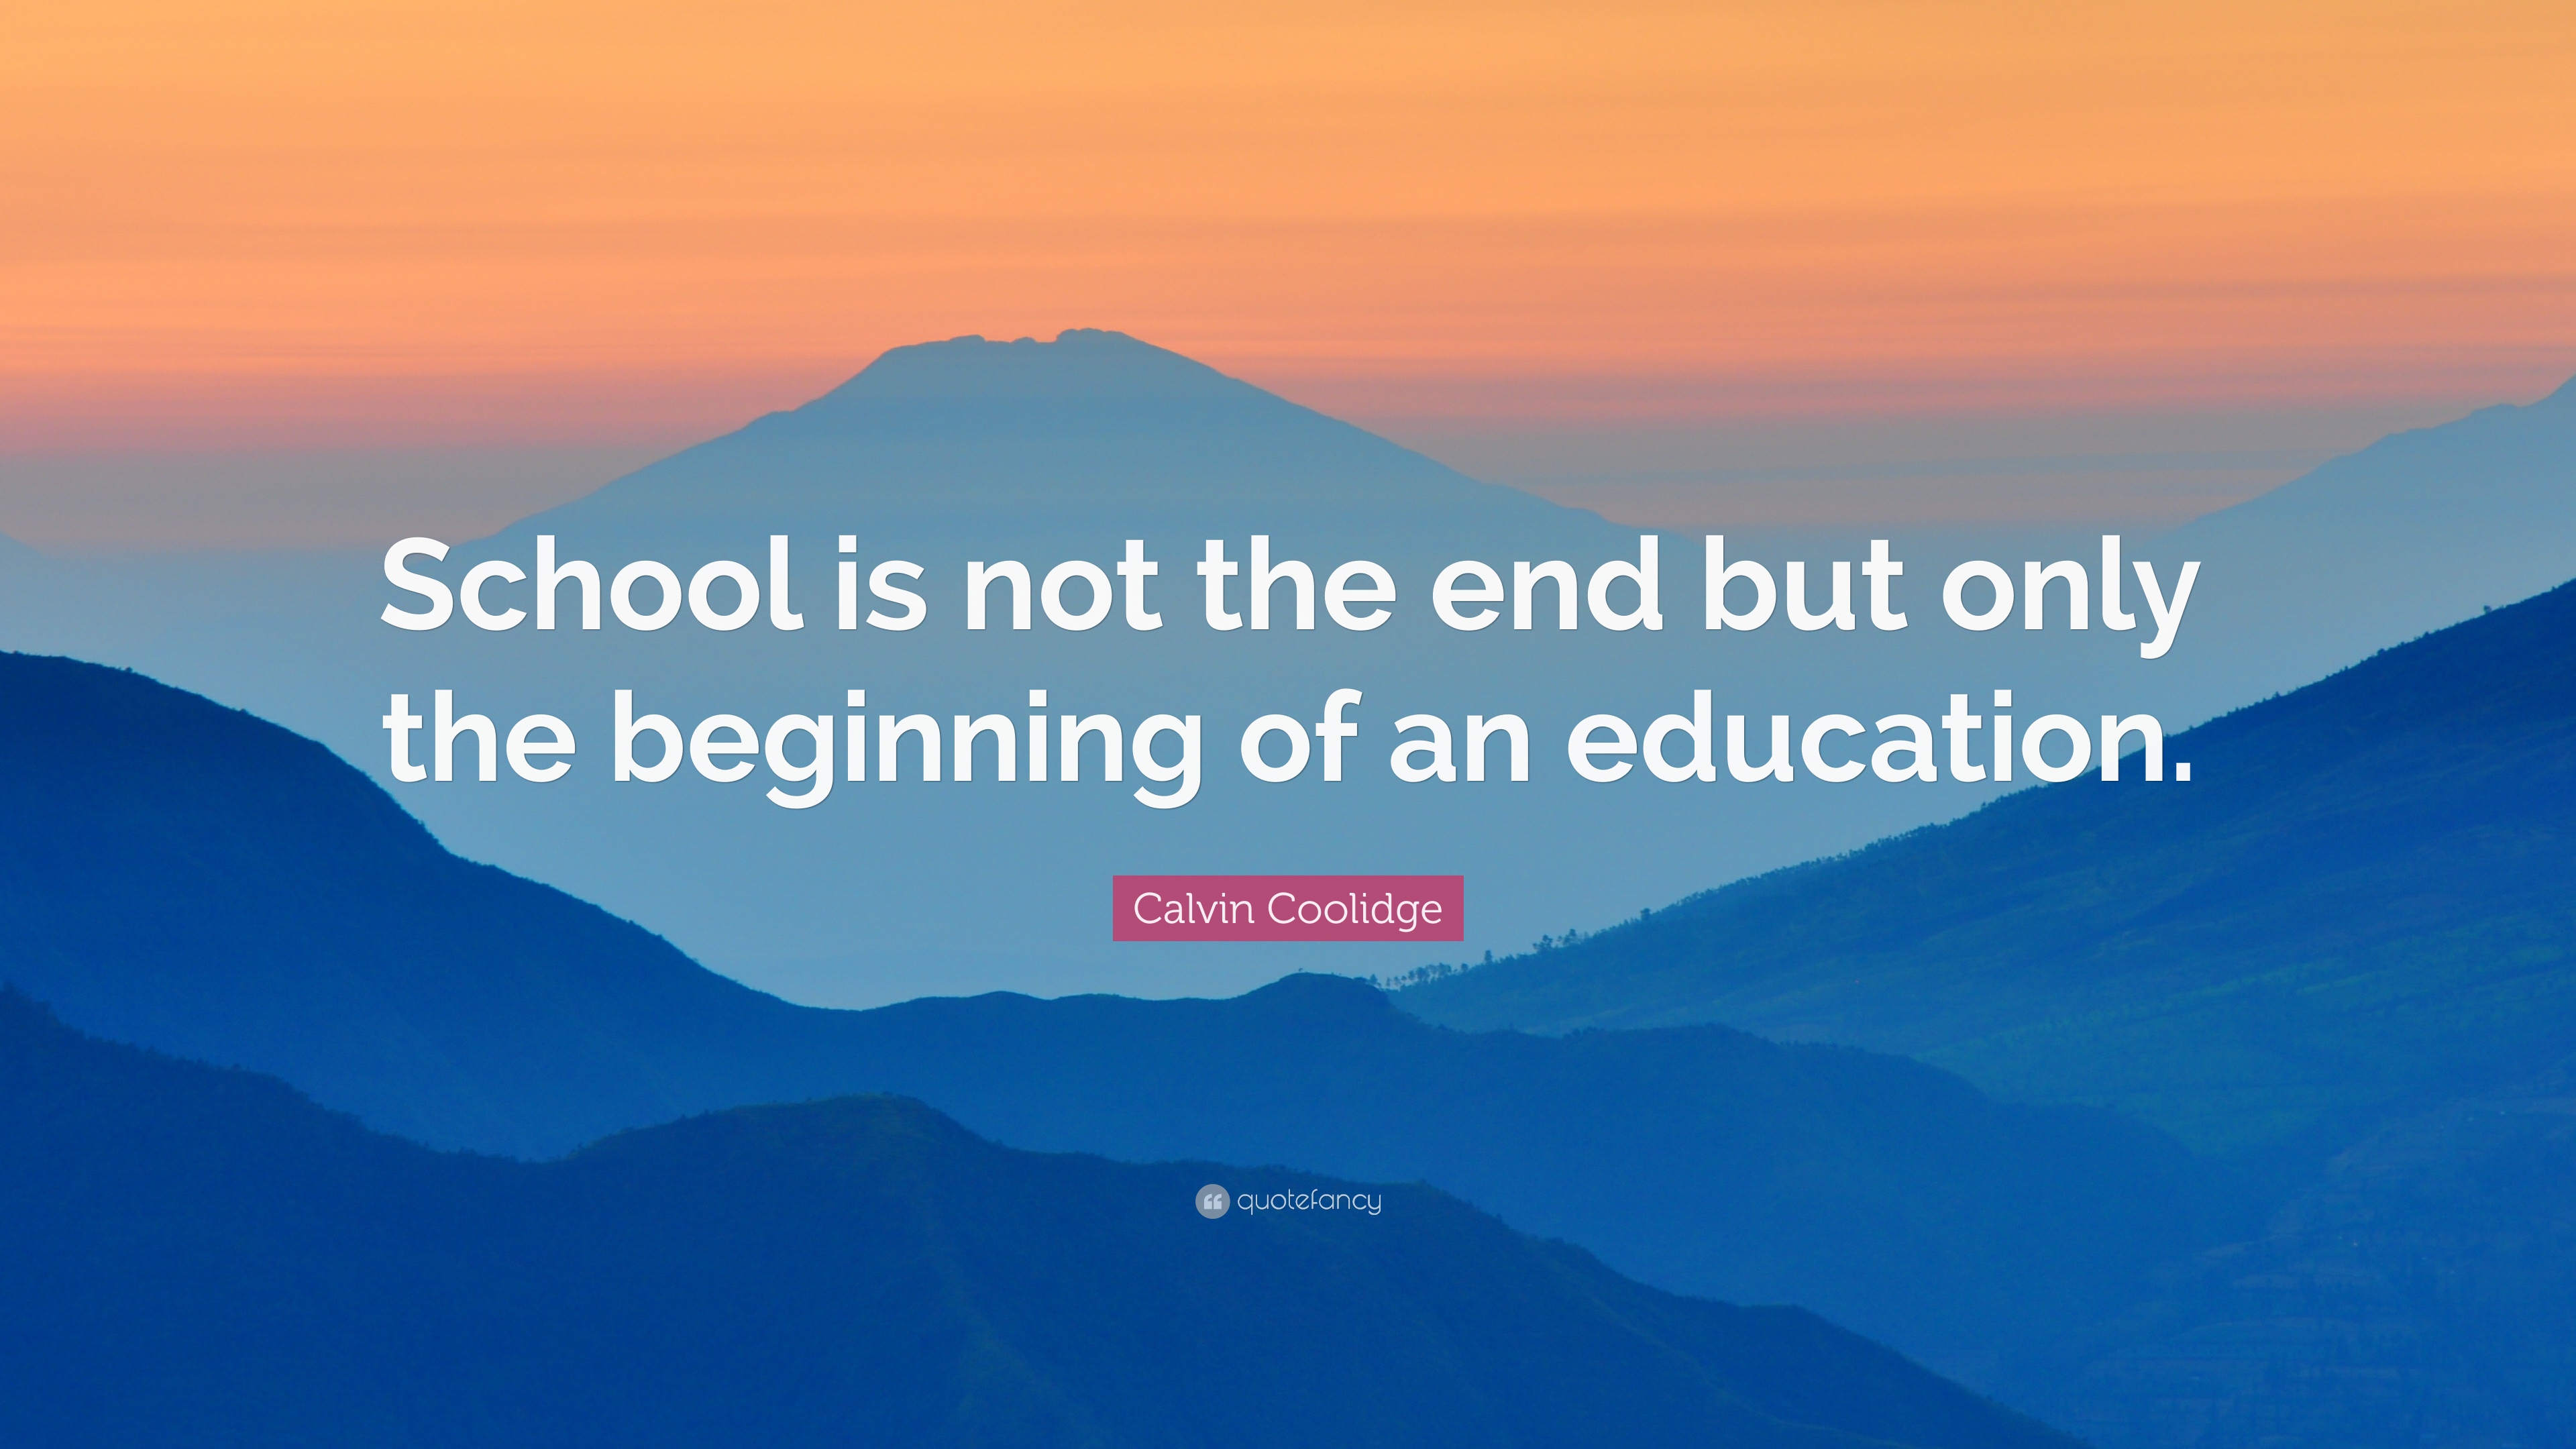 School is not the end but only
the beginning of an education.
Calvin Coolidge
quotefancy